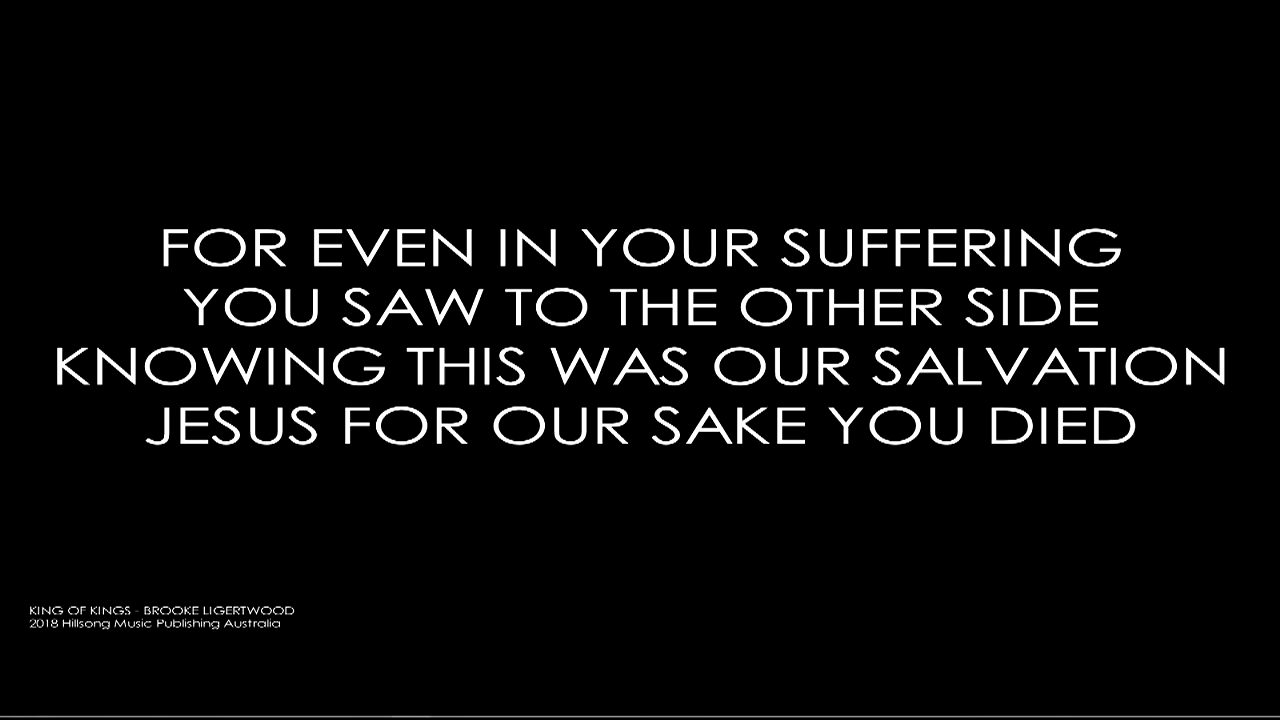 FOR EVEN IN YOUR SUFFERING
YOU SAW TO THE OTHER SIDE
KNOWING THIS WAS OUR SALVATION
JESUS FOR OUR SAKE YOU DIED
KING OF KINGS - BROOKE LIGERTWOOD
2018 Hillsong Music Publishing Australia